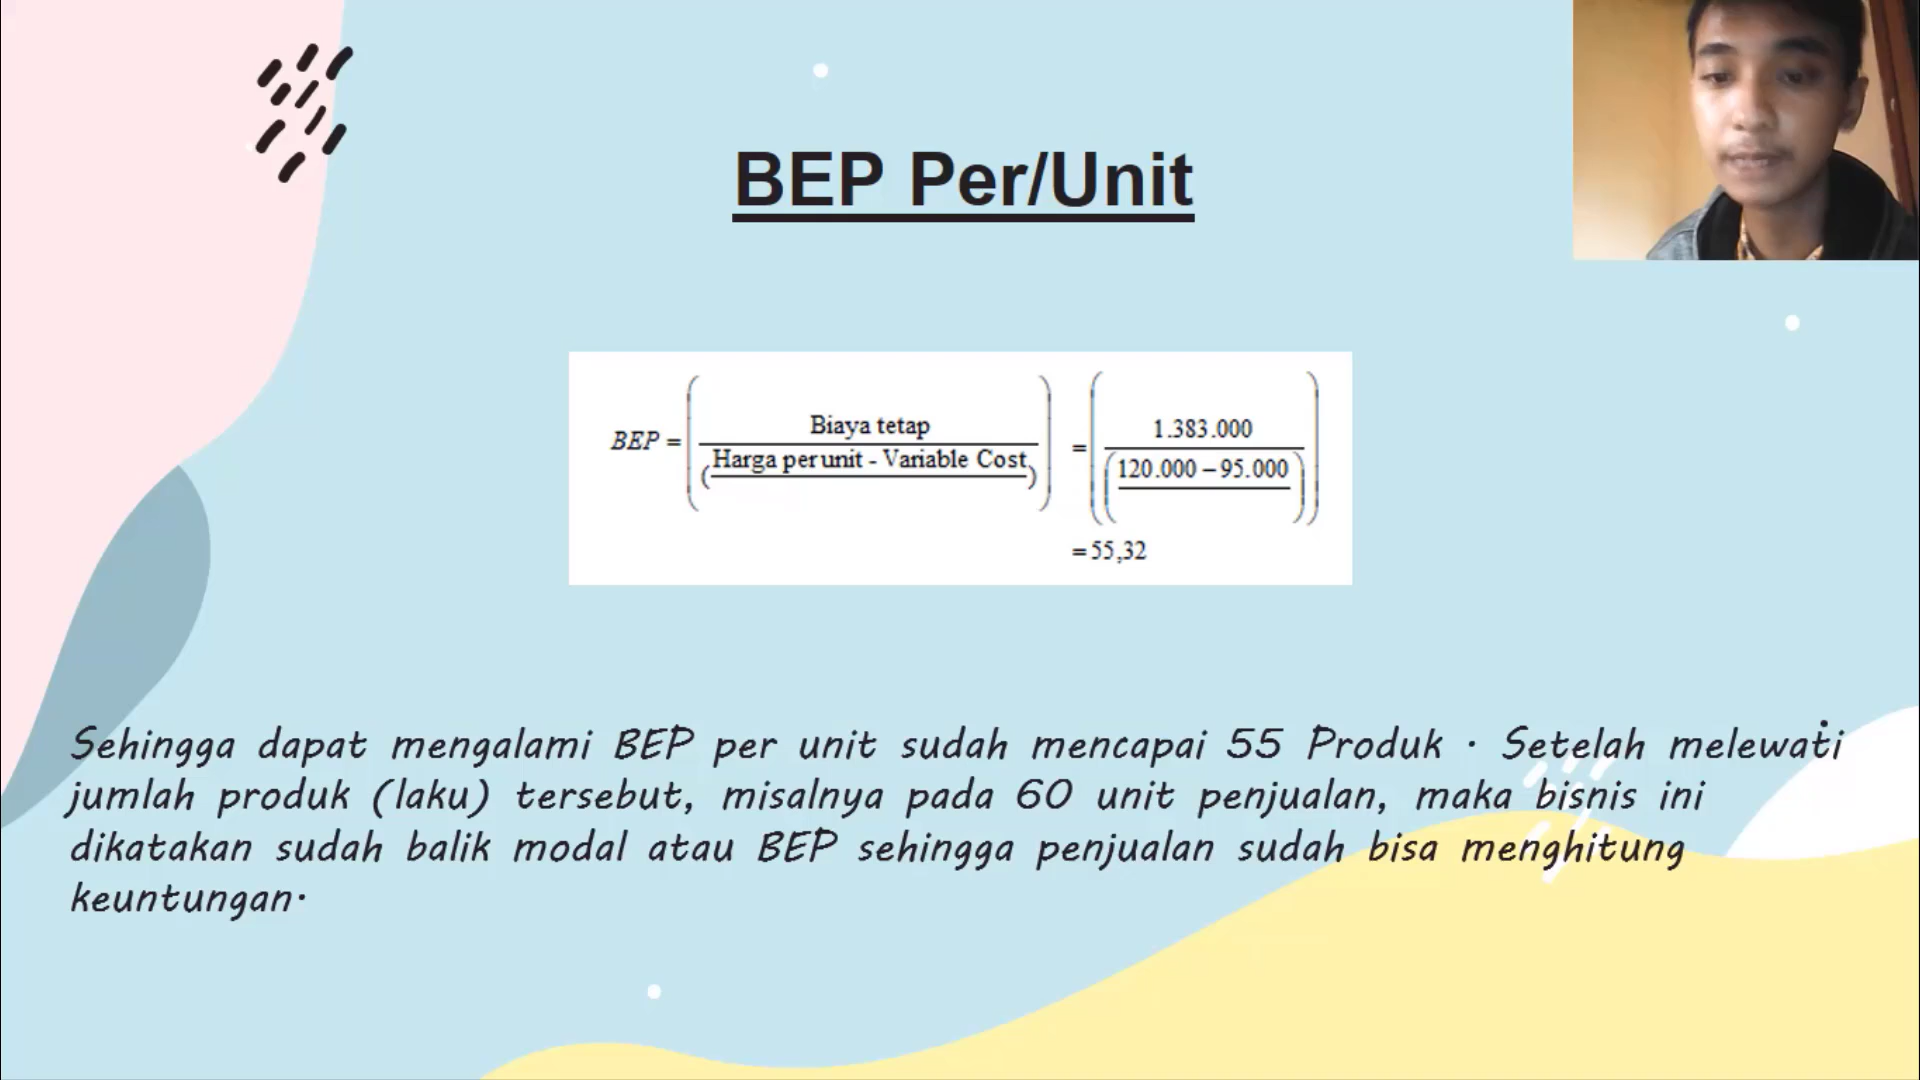 BEP Per/Unit
BEP = ( Biaya tetap / (Harga per unit - Variable Cost) ) = ( 1.383.000 / (120.000 – 95.000) )
= 55,32
Sehingga dapat mengalami BEP per unit sudah mencapai 55 Produk . Setelah melewati
jumlah produk (laku) tersebut, misalnya pada 60 unit penjualan, maka bisnis ini
dikatakan sudah balik modal atau BEP sehingga penjualan sudah bisa menghitung
keuntungan.